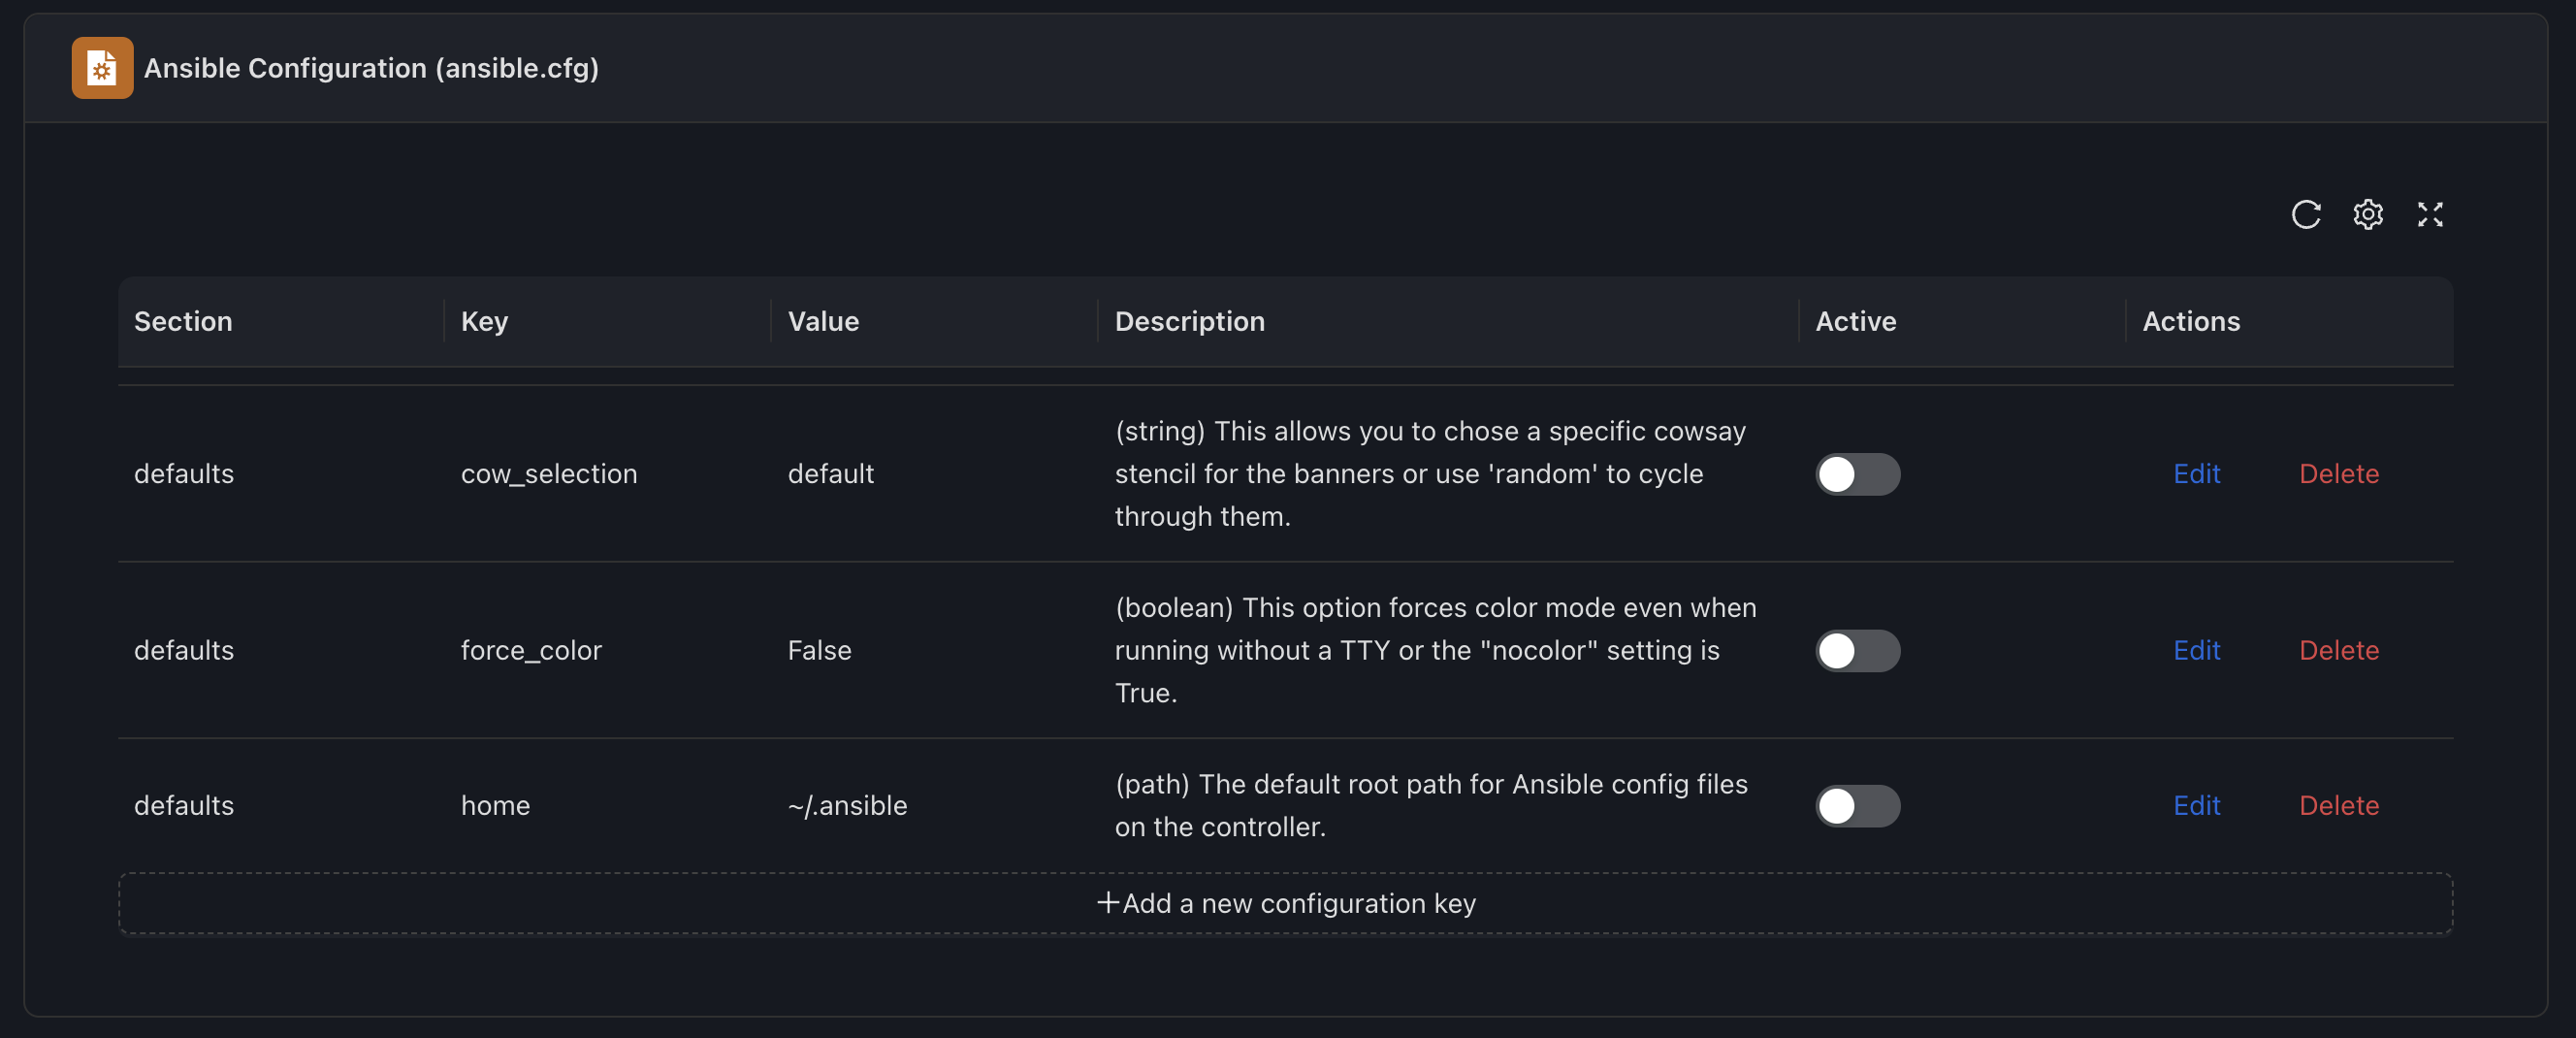 Ansible Configuration (ansible.cfg)
Section Key Value Description Active Actions
(string) This allows you to chose a specific cowsay
defaults cow_selection default stencil for the banners or use 'random' to cycle Edit Delete
through them.
(boolean) This option forces color mode even when
defaults force_color False running without a TTY or the "nocolor" setting is Edit Delete
True.
(path) The default root path for Ansible config files
defaults home ~/.ansible Edit Delete
on the controller.
+Add a new configuration key